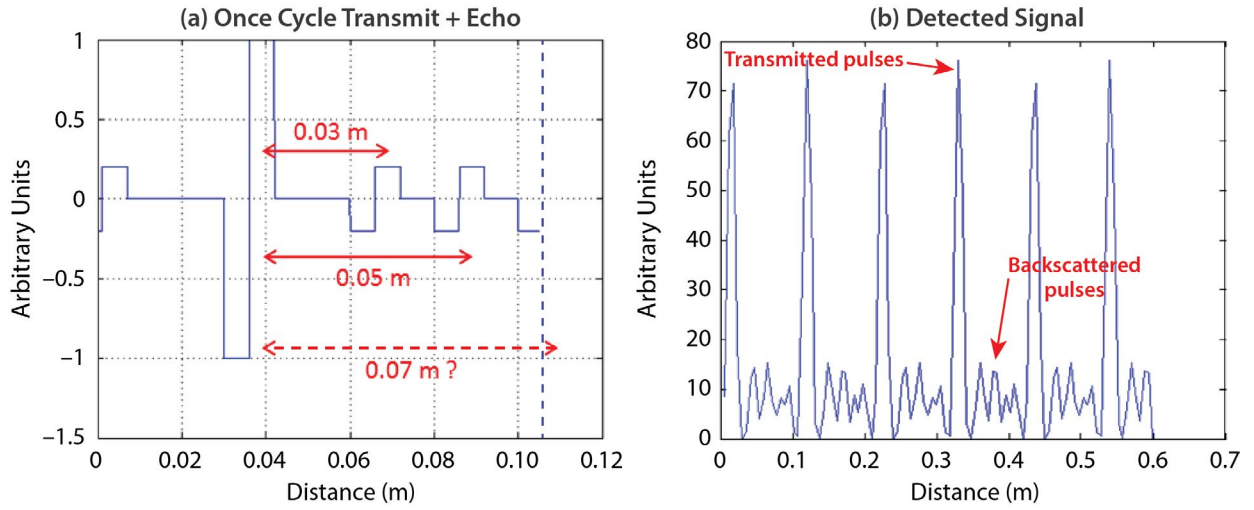 (a) Once Cycle Transmit + Echo
Arbitrary Units
1
0.5
0
−0.5
−1
−1.5
0.03 m
0.05 m
0.07 m ?
0 0.02 0.04 0.06 0.08 0.10 0.12
Distance (m)
(b) Detected Signal
Arbitrary Units
80
70
60
50
40
30
20
10
0
Transmitted pulses
Backscattered
pulses
0 0.1 0.2 0.3 0.4 0.5 0.6 0.7
Distance (m)